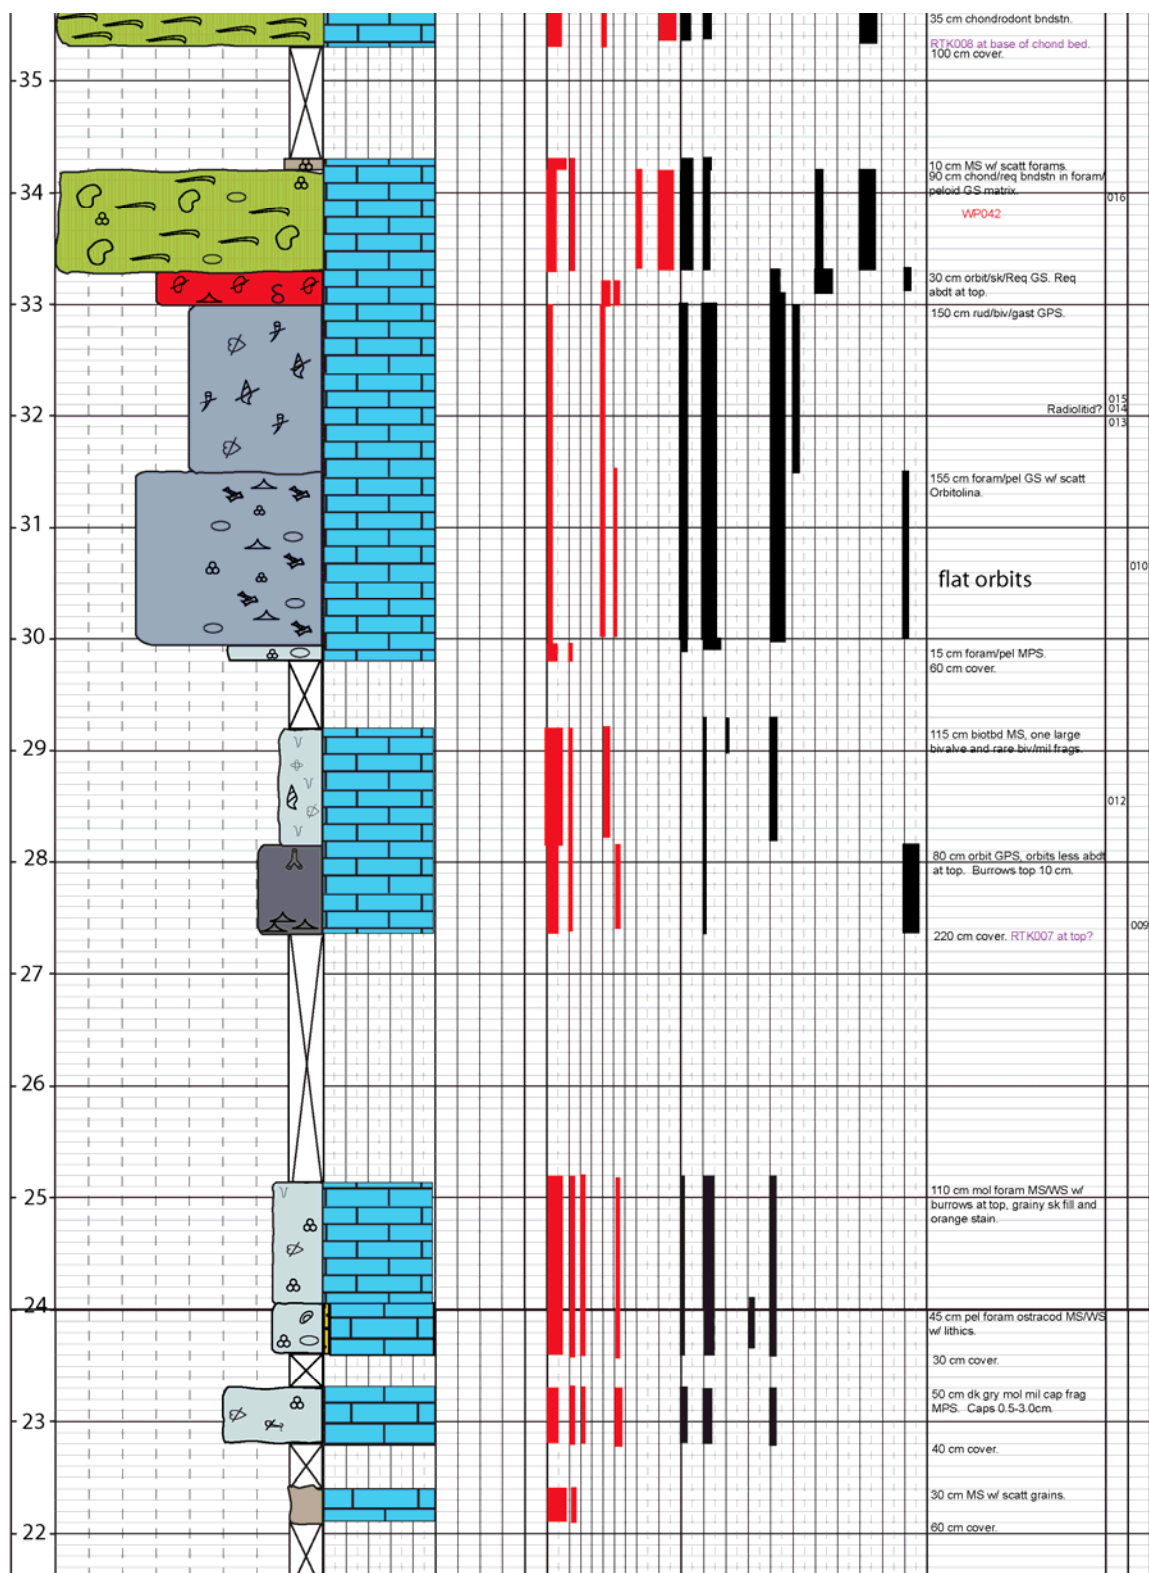 35 cm chondrodont bndstn.
RTK008 at base of chond bed.
100 cm cover.
35
10 cm MS w/ scatt forams.
90 cm chond/req bndstn in foram/
peloid GS matrix.
34
016
WP042
30 cm orbit/sk/Req GS. Req
abdt at top.
33
150 cm rud/biv/gast GPS.
015
Radiolitid? 014
32
013
155 cm foram/pel GS w/ scatt
Orbitolina.
31
010
flat orbits
30
15 cm foram/pel MPS.
60 cm cover.
29
115 cm biotbd MS, one large
bivalve and rare biv/mil frags.
012
28
80 cm orbit GPS, orbits less abdt
at top. Burrows top 10 cm.
009
220 cm cover. RTK007 at top?
27
26
25
110 cm mol foram MS/WS w/
burrows at top, grainy sk fill and
orange stain.
24
45 cm pel foram ostracod MS/WS
w/ lithics.
30 cm cover.
50 cm dk gry mol mil cap frag
MPS. Caps 0.5-3.0cm.
23
40 cm cover.
30 cm MS w/ scatt grains.
22
60 cm cover.